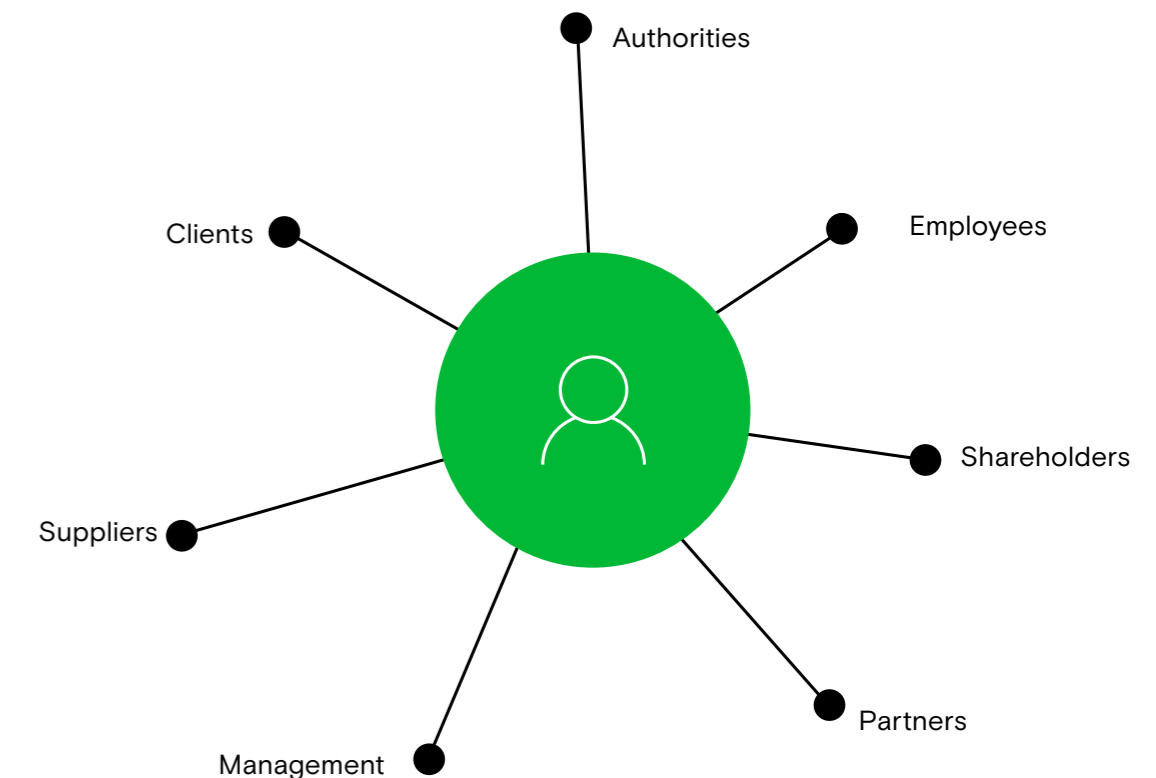 Authorities
Clients
Employees
Shareholders
Suppliers
Partners
Management